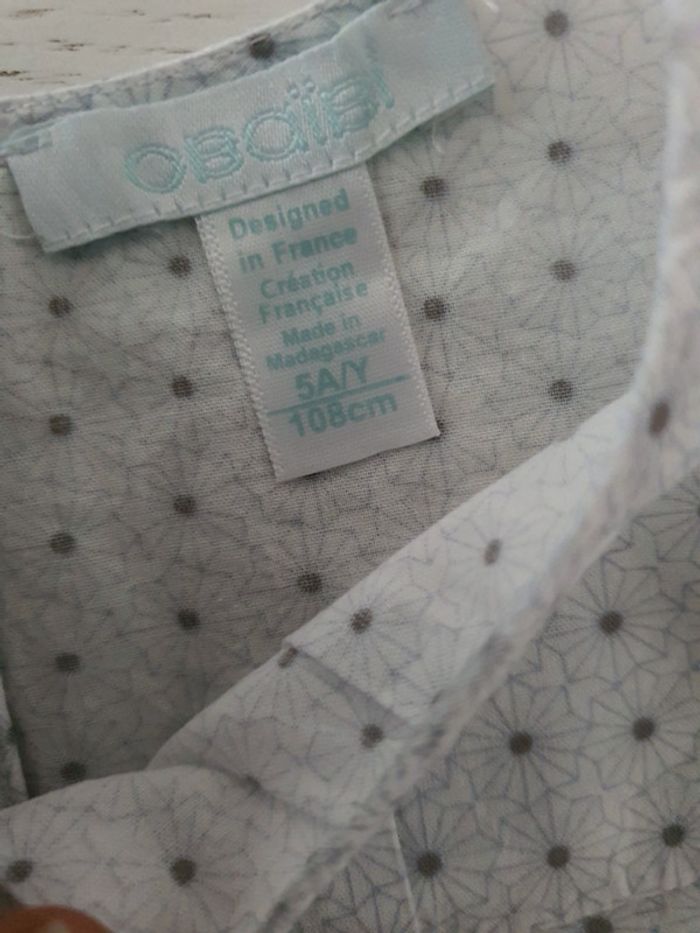 obaïbi
Designed
in France
Création
Française
Made in
Madagascar
5A/Y
108cm